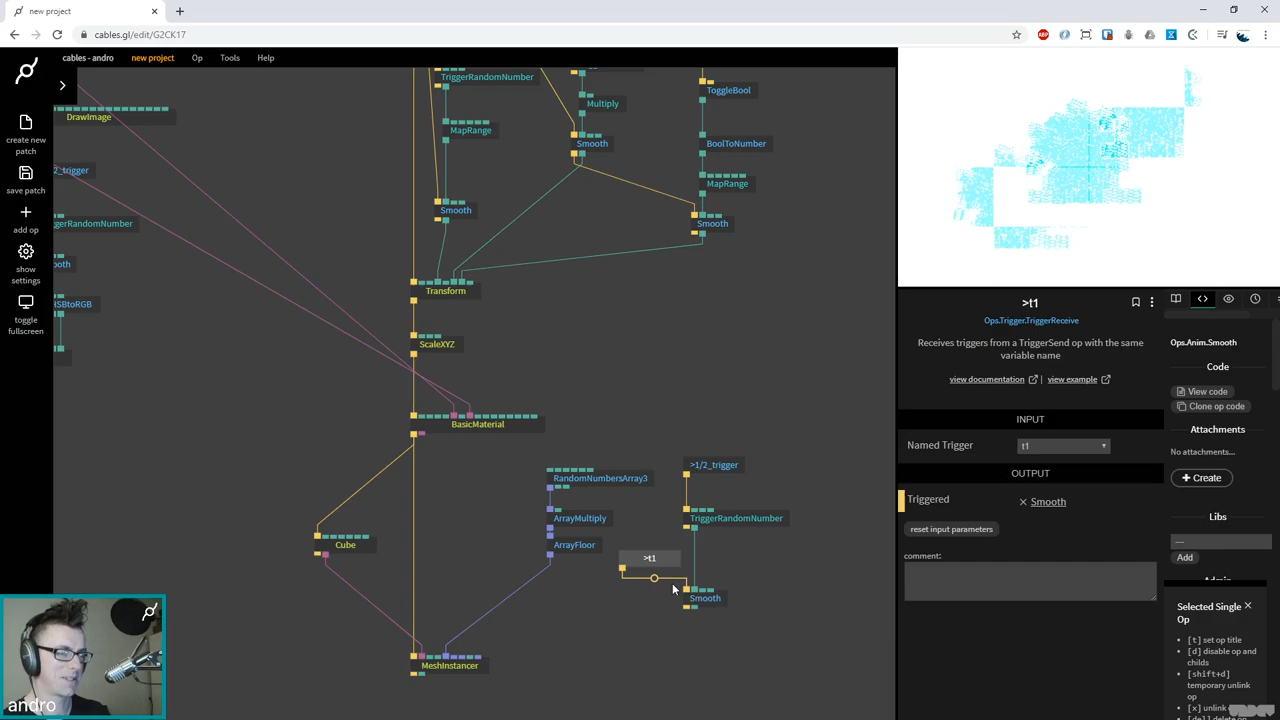 new project
cables.gl/edit/G2CK17
cables - andro
new project
Op
Tools
Help
create new
patch
save patch
add op
show
settings
toggle
fullscreen
DrawImage
2_trigger
ggerRandomNumber
ooth
HSBtoRGB
TriggerRandomNumber
MapRange
Smooth
Multiply
Smooth
ToggleBool
BoolToNumber
MapRange
Smooth
Transform
ScaleXYZ
BasicMaterial
RandomNumbersArray3
ArrayMultiply
ArrayFloor
>1/2_trigger
TriggerRandomNumber
>t1
Smooth
Cube
MeshInstancer
andro
>t1
Ops.Trigger.TriggerReceive
Receives triggers from a TriggerSend op with the same
variable name
view documentation | view example
INPUT
Named Trigger
t1
OUTPUT
Triggered
× Smooth
reset input parameters
comment:
Ops.Anim.Smooth
Code
View code
Clone op code
Attachments
No attachments...
+ Create
Libs
---
Add
Selected Single
Op
×
[t] set op title
[d] disable op and
childs
[shift+d]
temporary unlink
op
[x] unlink